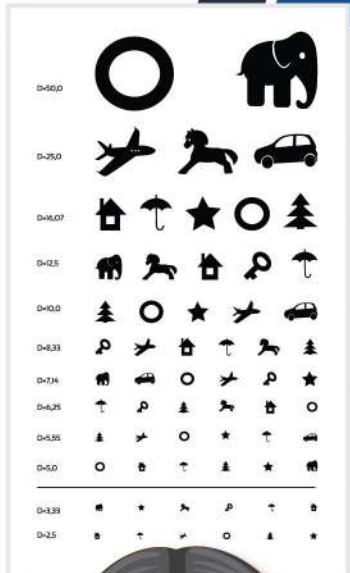 D=50,0
D=25,0
D=16,07
D=12,5
D=10,0
D=8,33
D=7,14
D=6,25
D=5,55
D=5,0
D=3,33
D=2,5